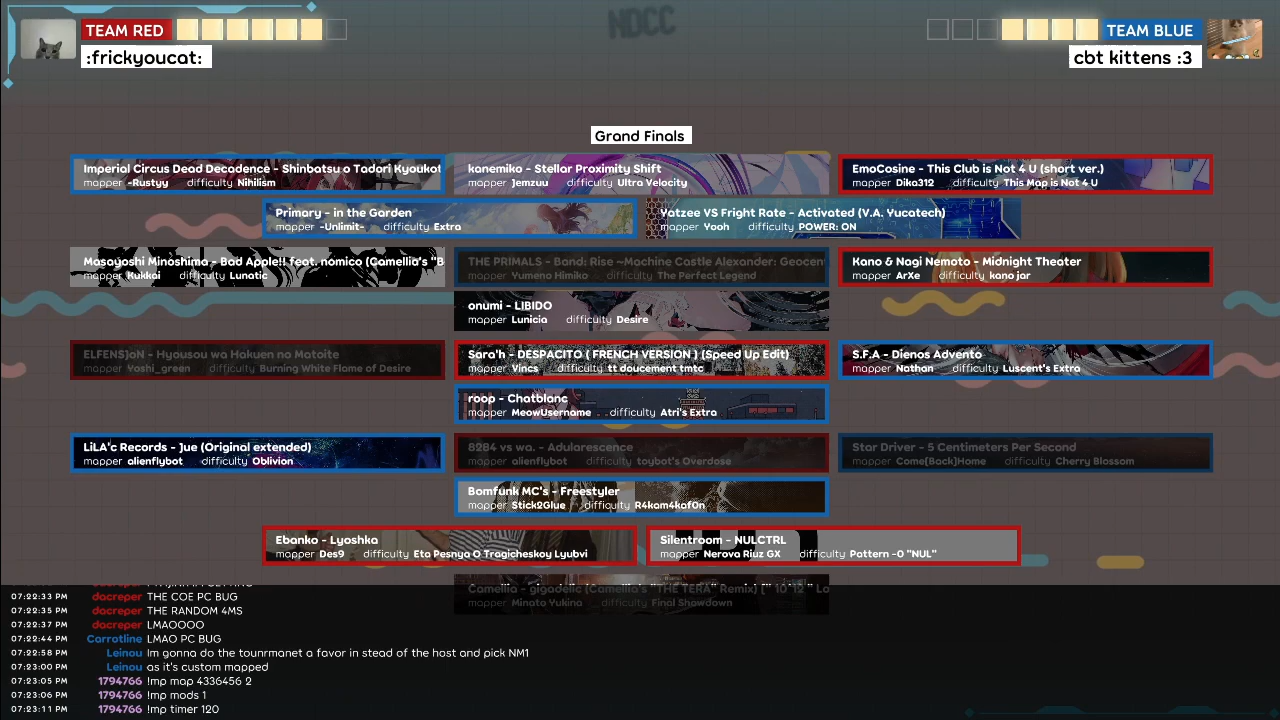 NDCC
TEAM RED
TEAM BLUE
:frickyoucat:
cbt kittens :3
Grand Finals
Imperial Circus Dead Decadence - Shinbatsu o Tadori Kyoukot
mapper -Rustyy difficulty Nihilism
kanemiko - Stellar Proximity Shift
mapper Jemzuu difficulty Ultra Velocity
EmoCosine - This Club is Not 4 U (short ver.)
mapper Dika312 difficulty This Map is Not 4 U
Primary - in the Garden
mapper -Unlimit- difficulty Extra
Yatzee VS Fright Rate - Activated (V.A. Yucatech)
mapper Yooh difficulty POWER: ON
Masayoshi Minoshima - Bad Apple!! feat. nomico (Camellia's "B
mapper Kukkai difficulty Lunatic
THE PRIMALS - Band: Rise ~Machine Castle Alexander: Geocen
mapper Yumeno Himiko difficulty The Perfect Legend
Kano & Nagi Nemoto - Midnight Theater
mapper ArXe difficulty kano jar
onumi - LIBIDO
mapper Lunicia difficulty Desire
ELFENSJoN - Hyousou wa Hakuen no Matoite
mapper Yoshi_green difficulty Burning White Flame of Desire
Sara'h - DESPACITO ( FRENCH VERSION ) (Speed Up Edit)
mapper Vincs difficulty tt doucement tmtc
S.F.A - Dienos Advento
mapper Nathan difficulty Luscent's Extra
roop - Chatblanc
mapper MeowUsername difficulty Atri's Extra
LiLA'c Records - Jue (Original extended)
mapper alienflybot difficulty Oblivion
8284 vs wa. - Adularescence
mapper alienflybot difficulty toybot's Overdose
Star Driver - 5 Centimeters Per Second
mapper Come[Back]Home difficulty Cherry Blossom
Bomfunk MC's - Freestyler
mapper Stick2Glue difficulty R4kam4kaf0n
Ebanko - Lyoshka
mapper Des9 difficulty Eta Pesnya O Tragicheskoy Lyubvi
Silentroom - NULCTRL
mapper Nerova Riuz GX difficulty Pattern -0 "NUL"
Camellia - gigadelic (Camellia's "THE TERA" Remix) [" 10 12 " Lo
mapper Minato Yukina difficulty Final Showdown
07:22:33 PM dacreper THE COE PC BUG
07:22:35 PM dacreper THE RANDOM 4MS
07:22:37 PM dacreper LMAOOOO
07:22:44 PM Carrotline LMAO PC BUG
07:22:58 PM Leinou Im gonna do the tounrmanet a favor in stead of the host and pick NM1
07:23:00 PM Leinou as it's custom mapped
07:23:05 PM 1794766 !mp map 4336456 2
07:23:06 PM 1794766 !mp mods 1
07:23:11 PM 1794766 !mp timer 120